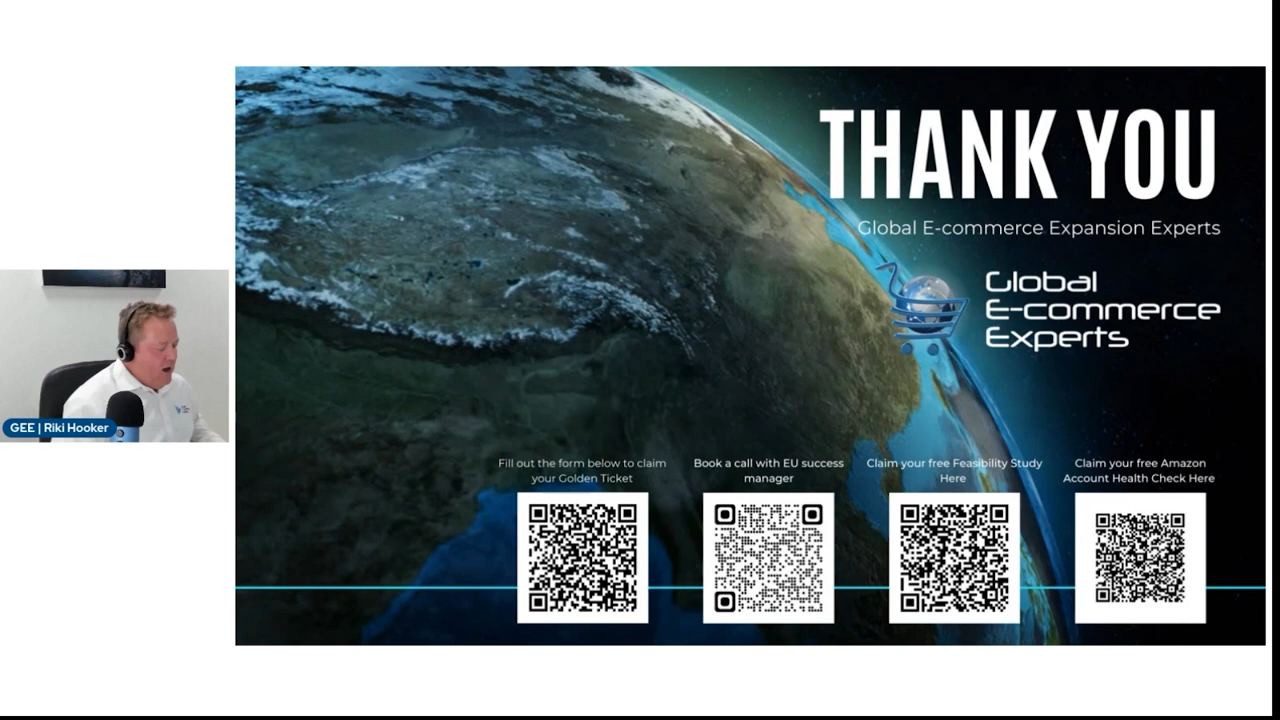 THANK YOU
Global E-commerce Expansion Experts
Global
E-commerce
Experts
GEE | Riki Hooker
Fill out the form below to claim
your Golden Ticket
Book a call with EU success
manager
Claim your free Feasibility Study
Here
Claim your free Amazon
Account Health Check Here